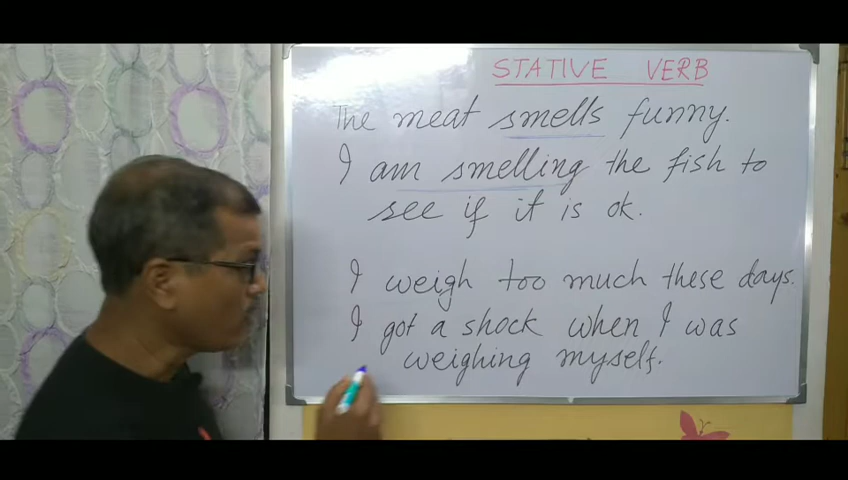 STATIVE VERB
The meat smells funny.
I am smelling the fish to
see if it is ok.
I weigh too much these days.
I got a shock when I was
weighing myself.